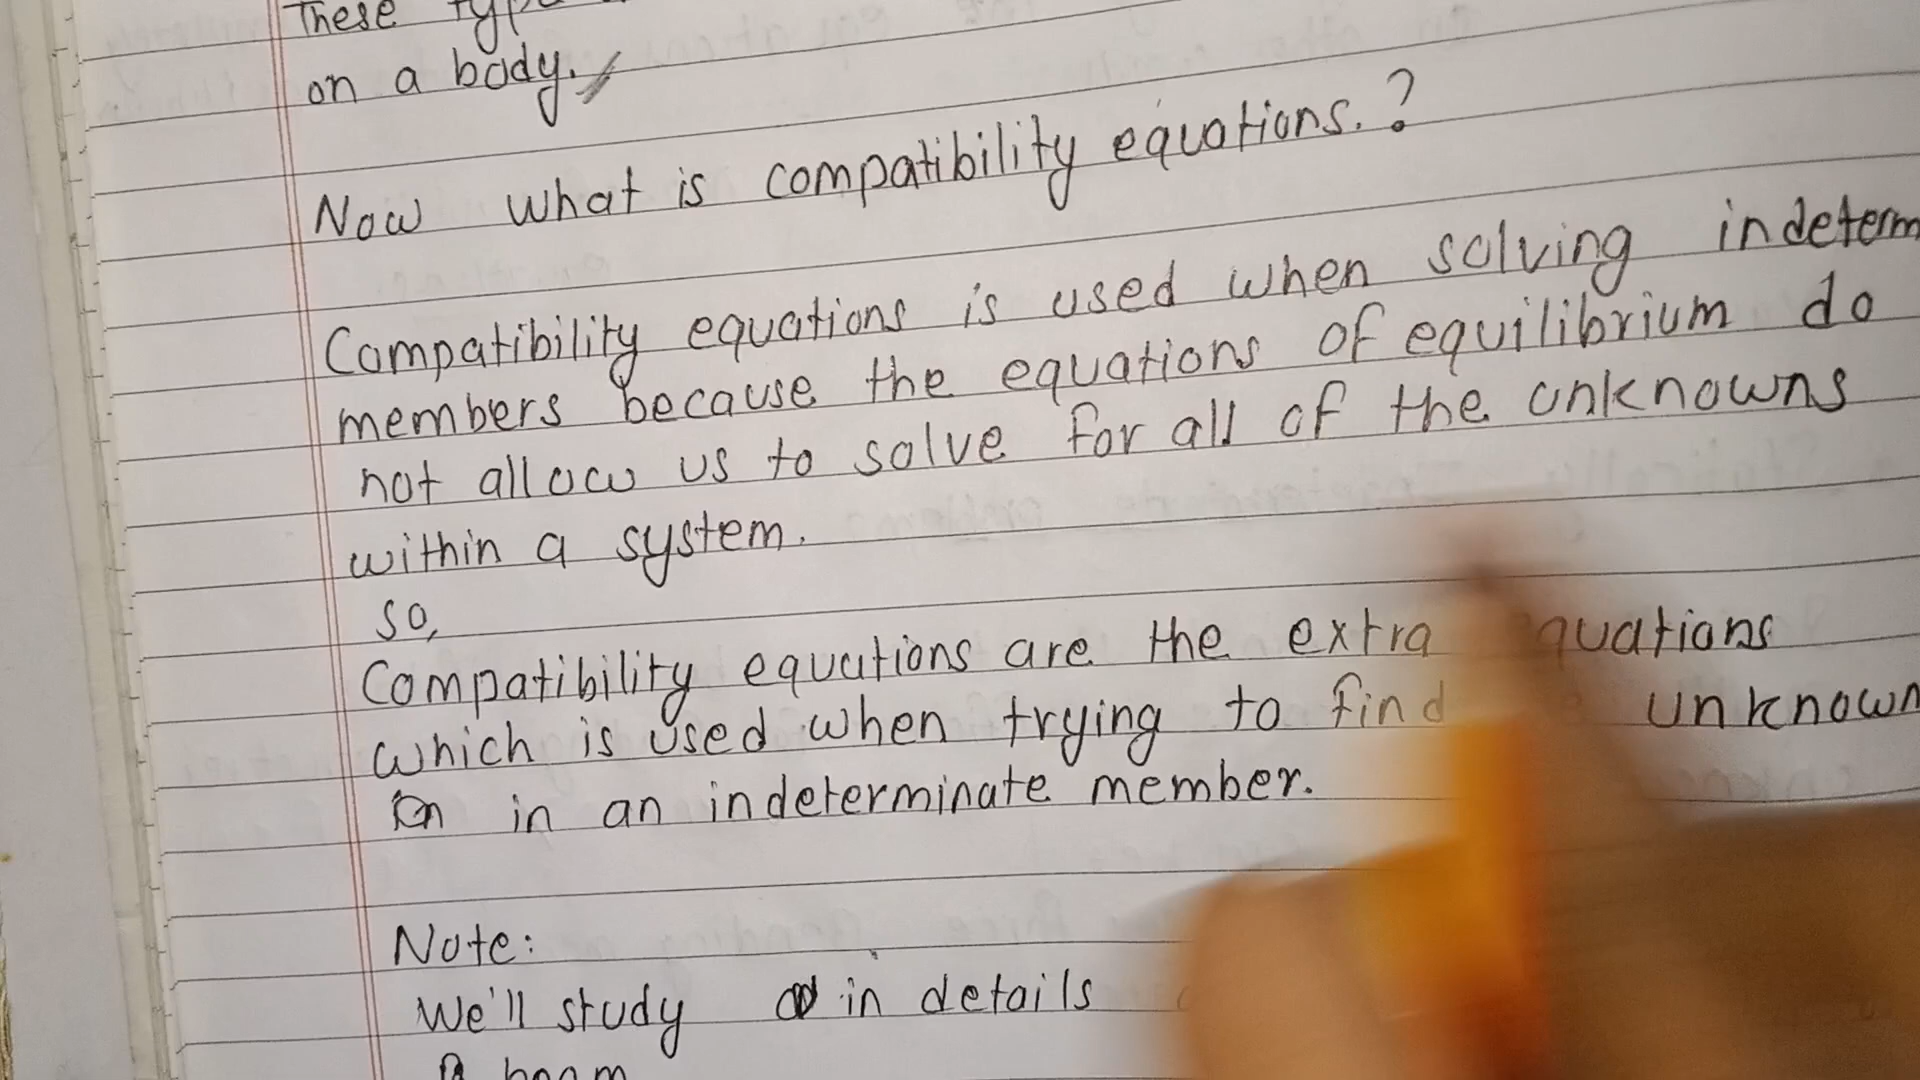 These
on a body.
Now what is compatibility equations.?
Compatibility equations is used when solving indeterm
members because the equations of equilibrium do
not allow us to solve for all of the unknowns
within a system.
so,
Compatibility equations are the extra equations
which is used when trying to find unknown
in an indeterminate member.
Note:
We'll study in details
beam